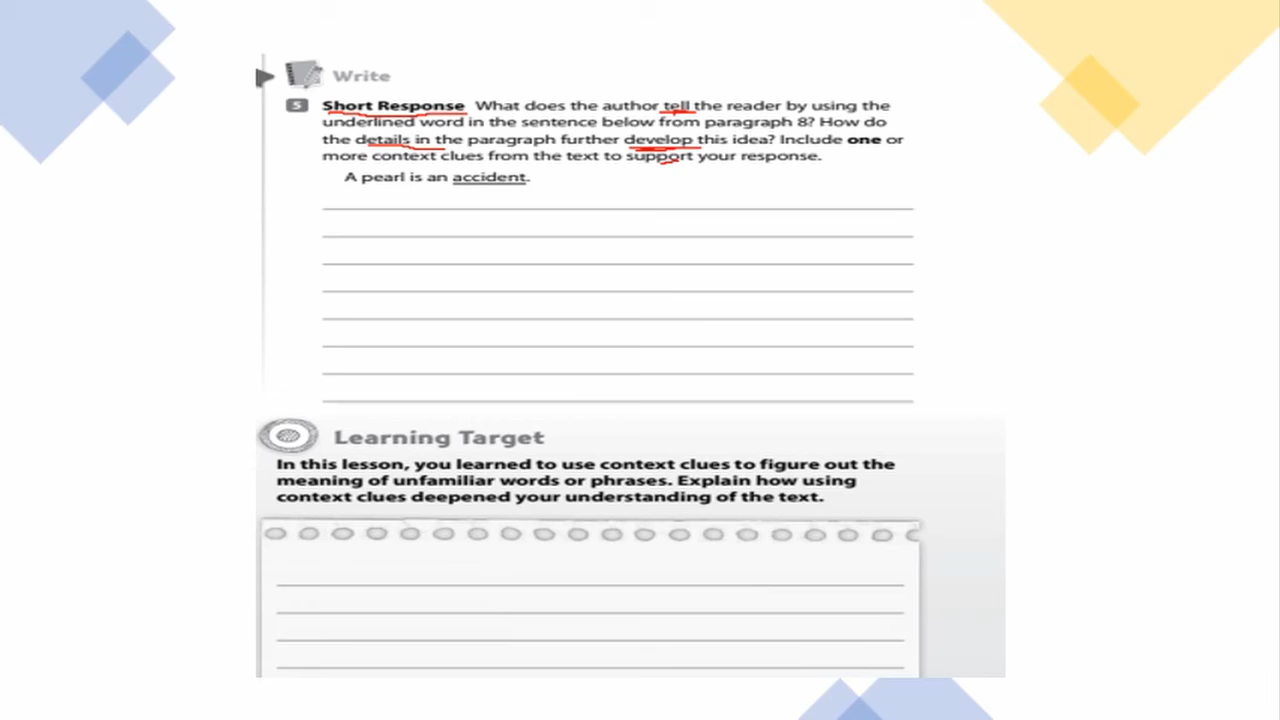 Write
5 Short Response What does the author tell the reader by using the
underlined word in the sentence below from paragraph 8? How do
the details in the paragraph further develop this idea? Include one or
more context clues from the text to support your response.
A pearl is an accident.
Learning Target
In this lesson, you learned to use context clues to figure out the
meaning of unfamiliar words or phrases. Explain how using
context clues deepened your understanding of the text.